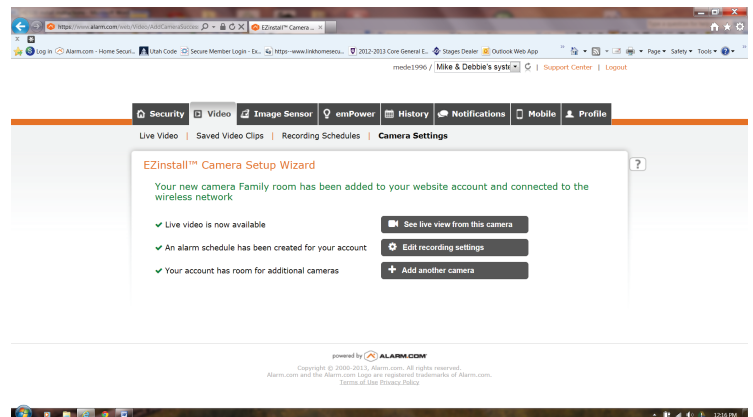 https://www.alarm.com/web/Video/AddCameraSuccess
EZinstall™ Camera ...
Log in
Alarm.com - Home Securi...
Utah Code
Secure Member Login - Ex...
https--www.linkhomesecu...
2012-2013 Core General E...
Stages Dealer
Outlook Web App
Page
Safety
Tools
mede1996 / Mike & Debbie's syste
| Support Center | Logout
Security Video Image Sensor emPower History Notifications Mobile Profile
Live Video | Saved Video Clips | Recording Schedules | Camera Settings
EZinstall™ Camera Setup Wizard
?
Your new camera Family room has been added to your website account and connected to the
wireless network
Live video is now available
See live view from this camera
An alarm schedule has been created for your account
Edit recording settings
Your account has room for additional cameras
Add another camera
powered by ALARM.COM
Copyright © 2000-2013, Alarm.com. All rights reserved.
Alarm.com and the Alarm.com Logo are registered trademarks of Alarm.com.
Terms of Use Privacy Policy
12:16 PM